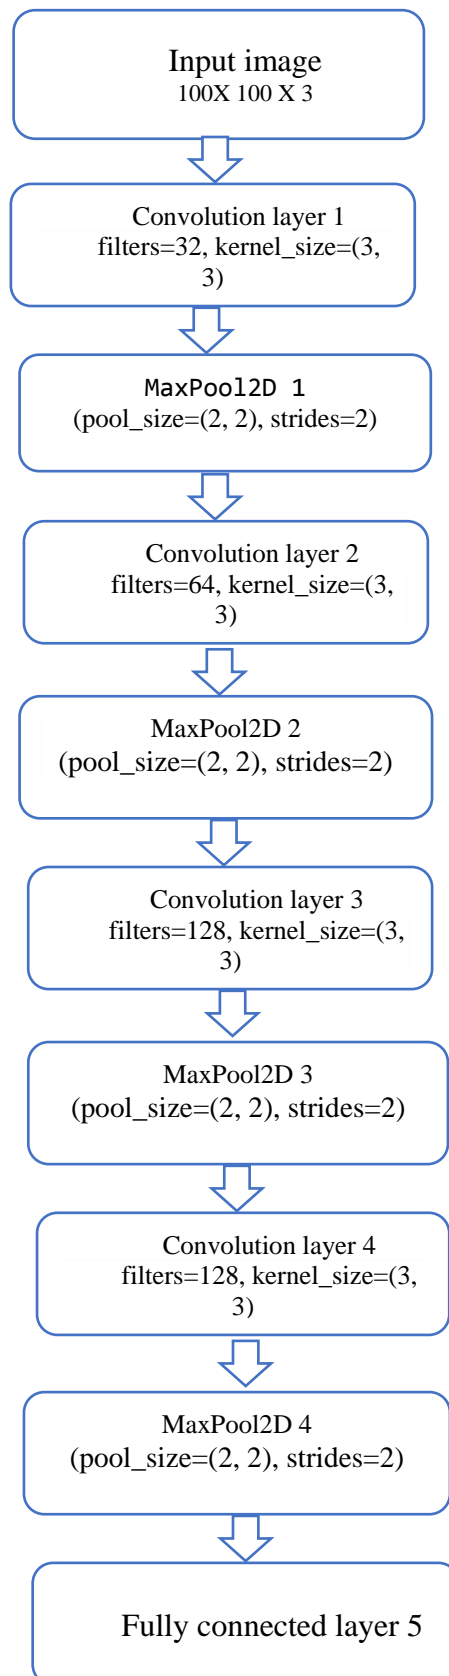 Input image
100X 100 X 3
Convolution layer 1
filters=32, kernel_size=(3,
3)
MaxPool2D 1
(pool_size=(2, 2), strides=2)
Convolution layer 2
filters=64, kernel_size=(3,
3)
MaxPool2D 2
(pool_size=(2, 2), strides=2)
Convolution layer 3
filters=128, kernel_size=(3,
3)
MaxPool2D 3
(pool_size=(2, 2), strides=2)
Convolution layer 4
filters=128, kernel_size=(3,
3)
MaxPool2D 4
(pool_size=(2, 2), strides=2)
Fully connected layer 5